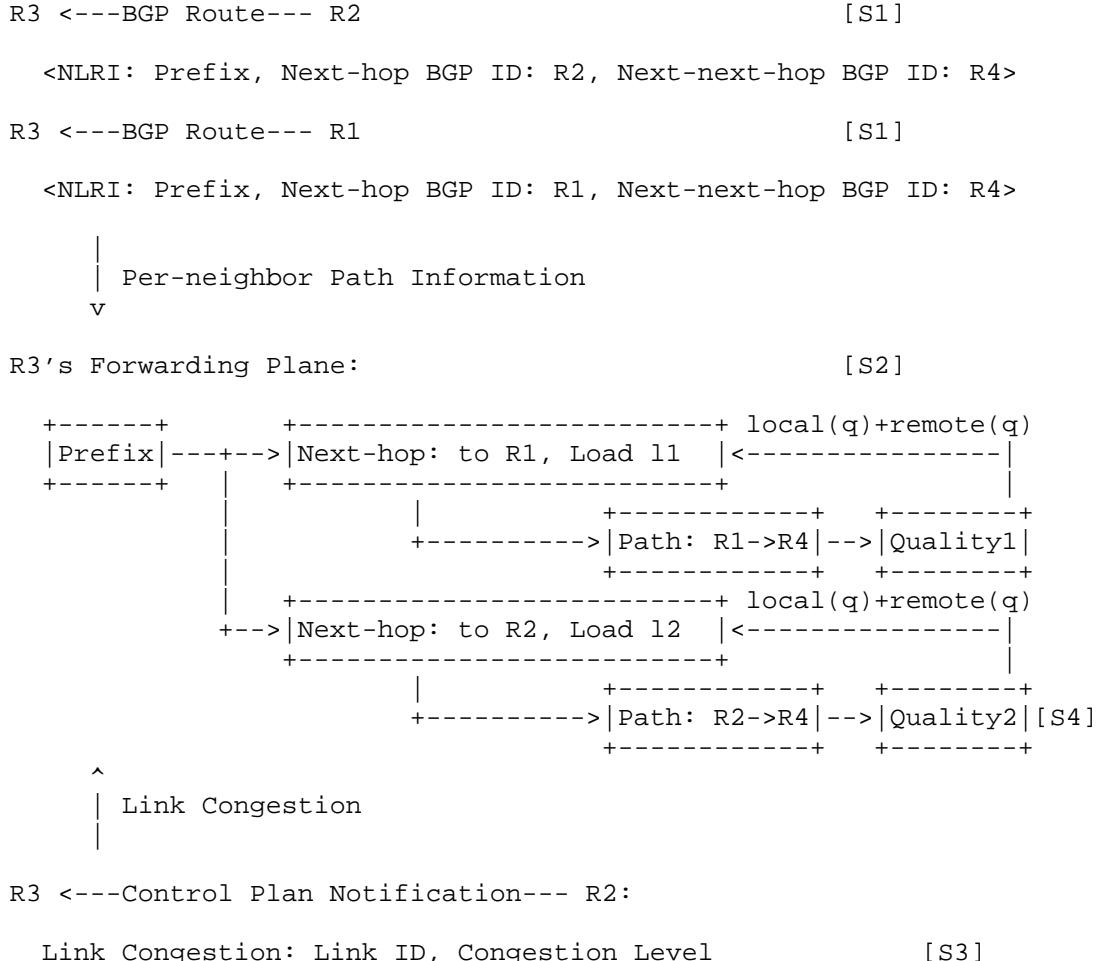 R3 <---BGP Route--- R2 [S1]
<NLRI: Prefix, Next-hop BGP ID: R2, Next-next-hop BGP ID: R4>
R3 <---BGP Route--- R1 [S1]
<NLRI: Prefix, Next-hop BGP ID: R1, Next-next-hop BGP ID: R4>
|
| Per-neighbor Path Information
v
R3's Forwarding Plane: [S2]
+------+ +--------------------------+ local(q)+remote(q)
|Prefix|---+-->|Next-hop: to R1, Load l1 |<----------------|
+------+ | +--------------------------+ |
| | +------------+ +--------+
| +---------->|Path: R1->R4|-->|Quality1|
| +------------+ +--------+
| +--------------------------+ local(q)+remote(q)
+-->|Next-hop: to R2, Load l2 |<----------------|
+--------------------------+ |
| +------------+ +--------+
+---------->|Path: R2->R4|-->|Quality2|[S4]
+------------+ +--------+
^
| Link Congestion
|
R3 <---Control Plan Notification--- R2:
Link Congestion: Link ID, Congestion Level [S3]